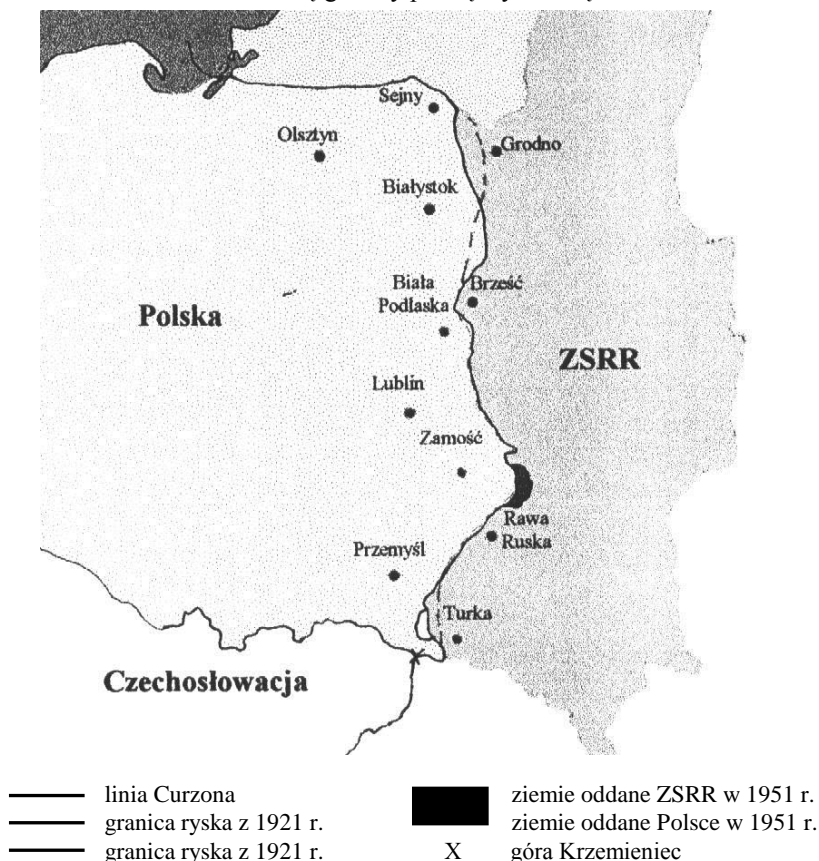 Sejny
Olsztyn
Grodno
Białystok
Biała
Podlaska
Brześć
Polska
ZSRR
Lublin
Zamość
Rawa
Ruska
Przemyśl
Turka
Czechosłowacja
linia Curzona
granica ryska z 1921 r.
granica ryska z 1921 r.
ziemie oddane ZSRR w 1951 r.
ziemie oddane Polsce w 1951 r.
X góra Krzemieniec